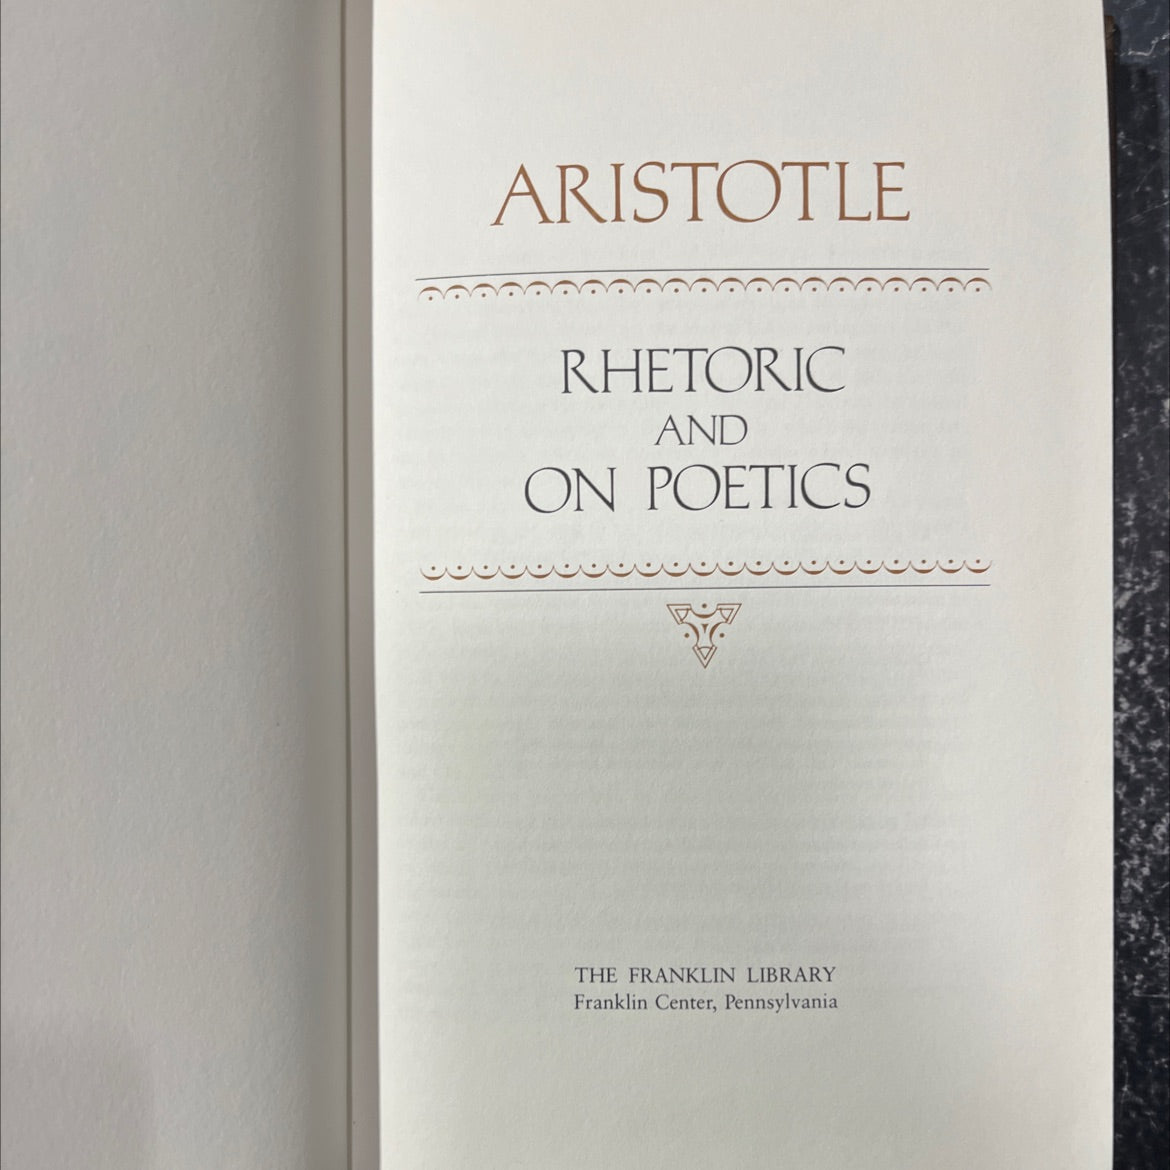 ARISTOTLE
RHETORIC
AND
ON POETICS
THE FRANKLIN LIBRARY
Franklin Center, Pennsylvania